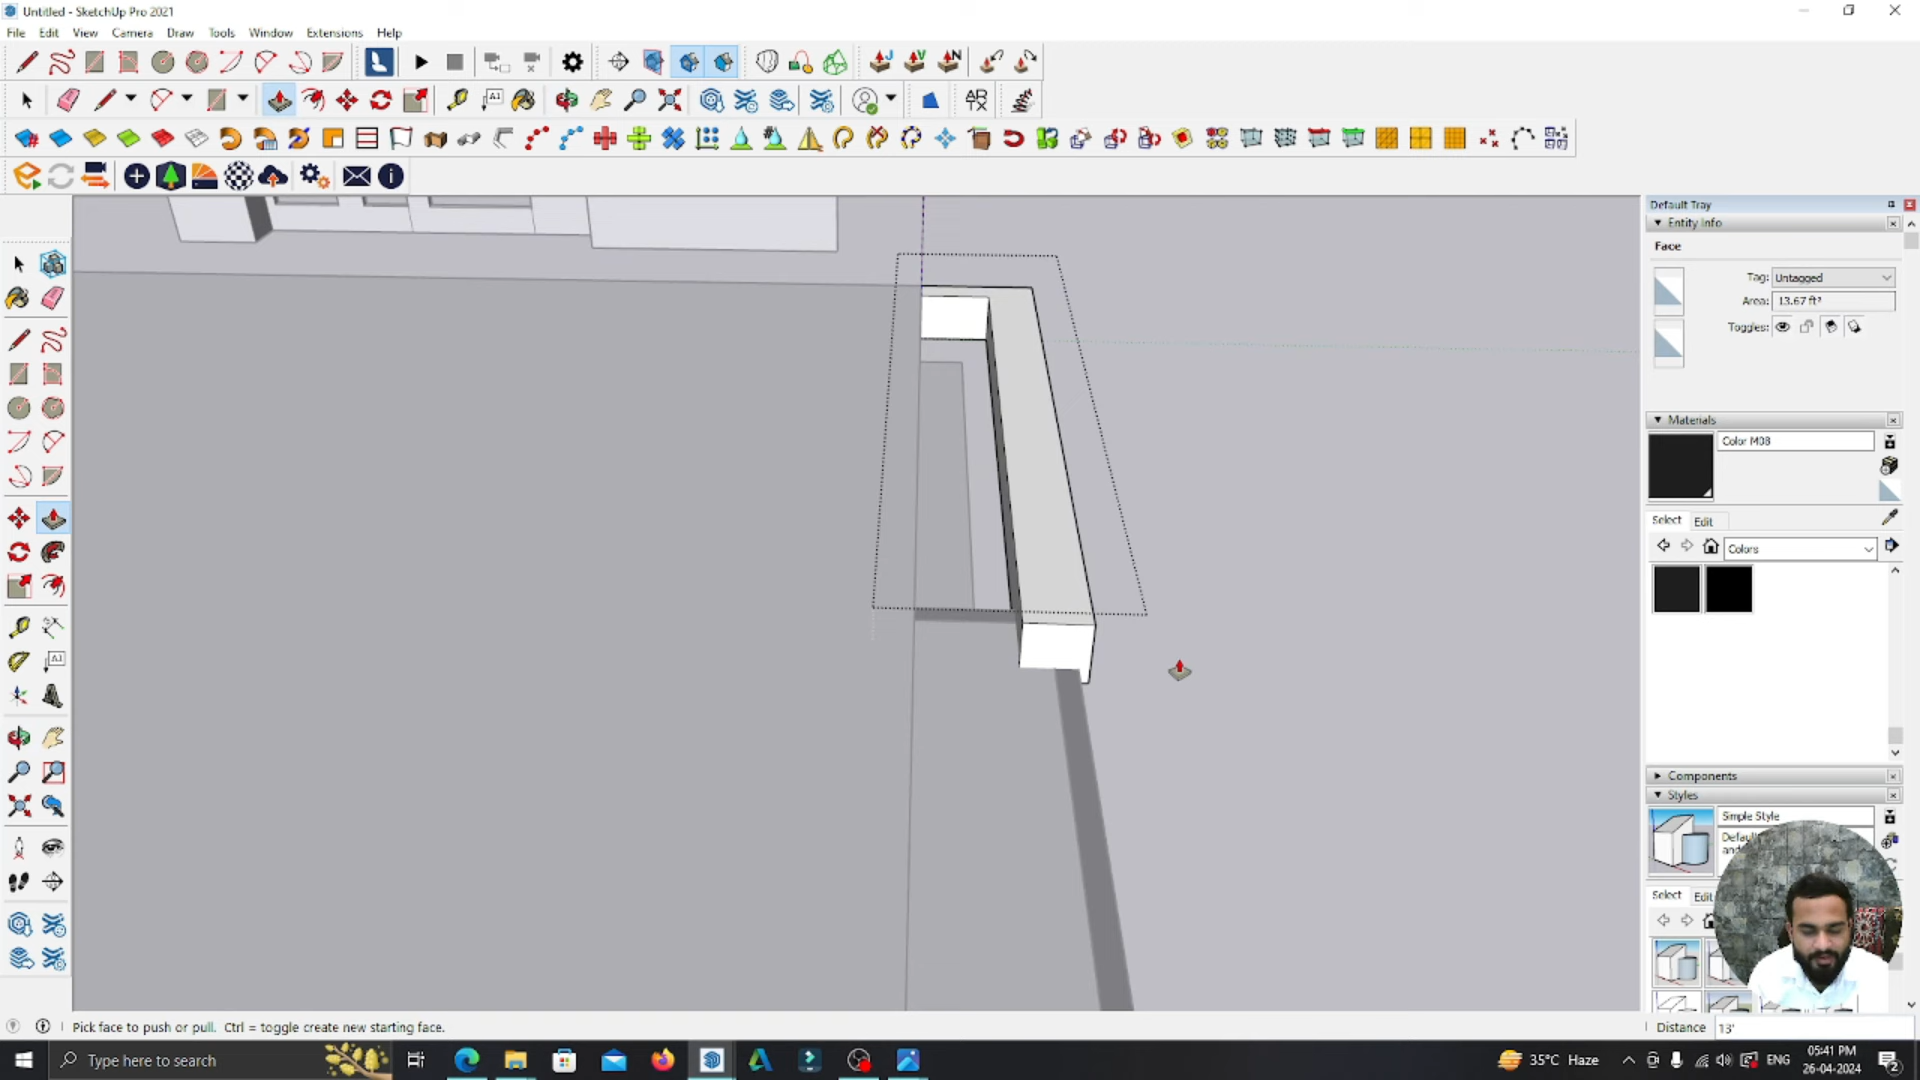 Untitled - SketchUp Pro 2021
File Edit View Camera Draw Tools Window Extensions Help
Default Tray
Entity Info
Face
Tag: Untagged
Area: 13.67 ft²
Toggles:
Materials
Color M08
Select Edit
Colors
Components
Styles
Simple Style
Select
Pick face to push or pull. Ctrl = toggle create new starting face.
Distance 13'
Type here to search
35°C Haze
ENG
05:41 PM
26-04-2024
2